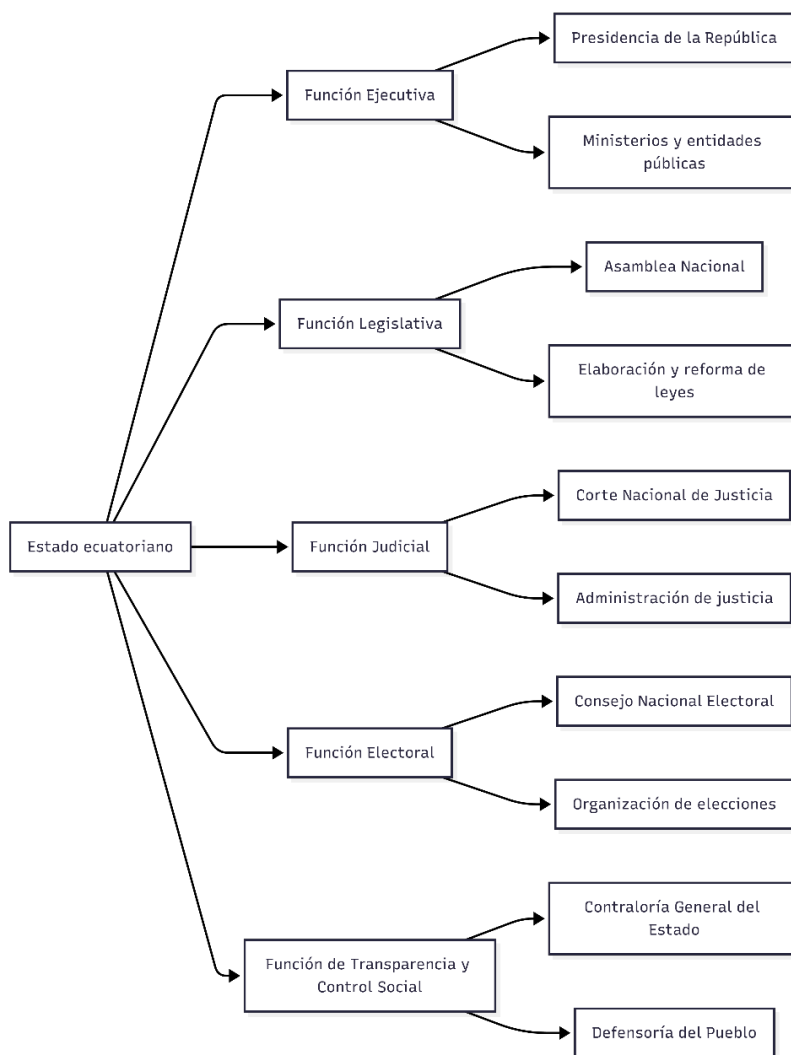 Presidencia de la República
Función Ejecutiva
Ministerios y entidades
públicas
Asamblea Nacional
Función Legislativa
Elaboración y reforma de
leyes
Corte Nacional de Justicia
Estado ecuatoriano
Función Judicial
Administración de justicia
Consejo Nacional Electoral
Función Electoral
Organización de elecciones
Contraloría General del
Estado
Función de Transparencia y
Control Social
Defensoría del Pueblo